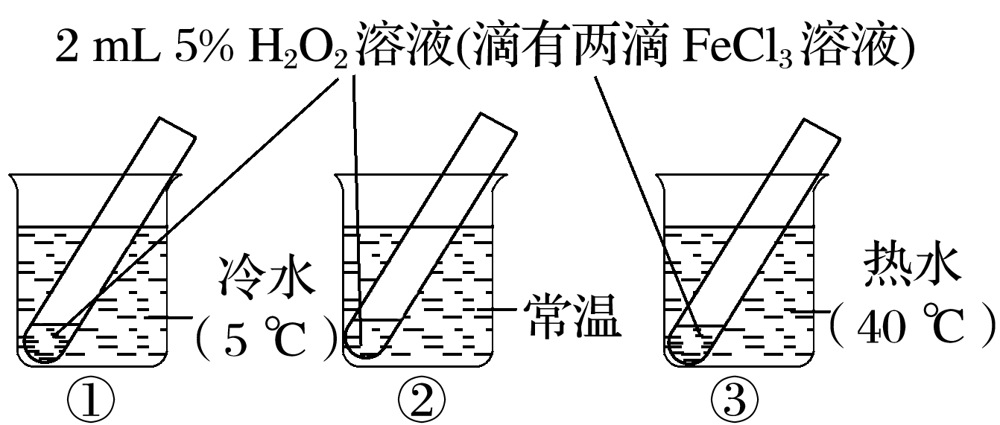 2 mL 5% H₂O₂溶液(滴有两滴 FeCl₃溶液)
冷水
(5 ℃)
常温
热水
(40 ℃)
① ② ③